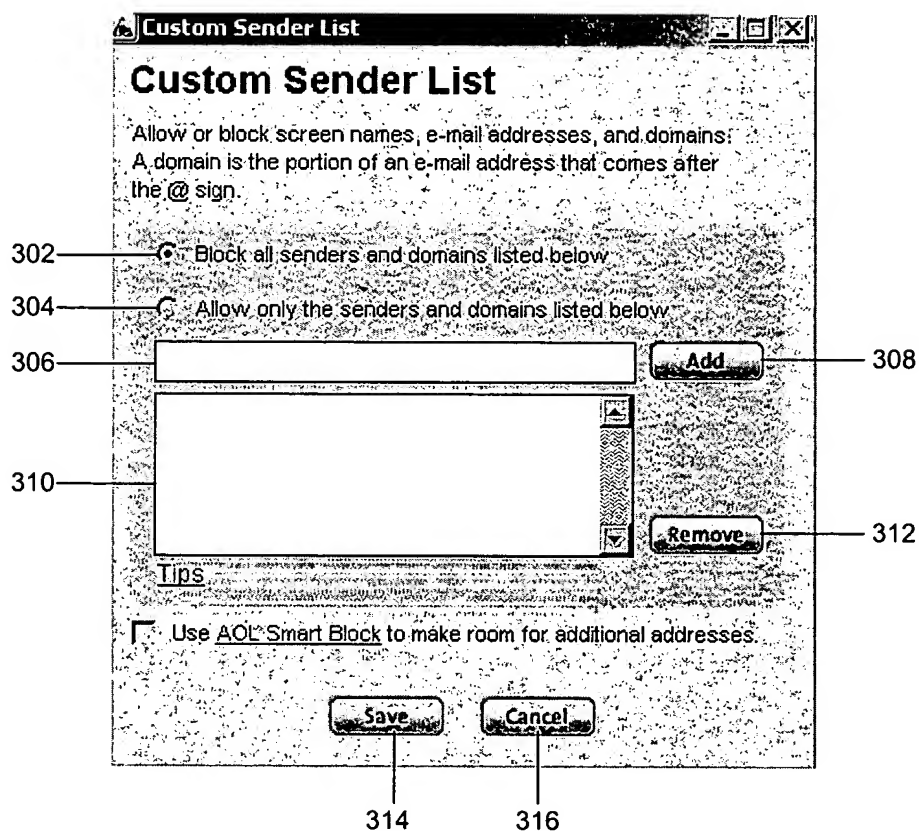 Custom Sender List
Custom Sender List
Allow or block screen names, e-mail addresses, and domains.
A domain is the portion of an e-mail address that comes after
the @ sign.
302
Block all senders and domains listed below
304
Allow only the senders and domains listed below
306
Add
308
310
Remove
312
Tips
Use AOL Smart Block to make room for additional addresses.
Save
Cancel
314
316